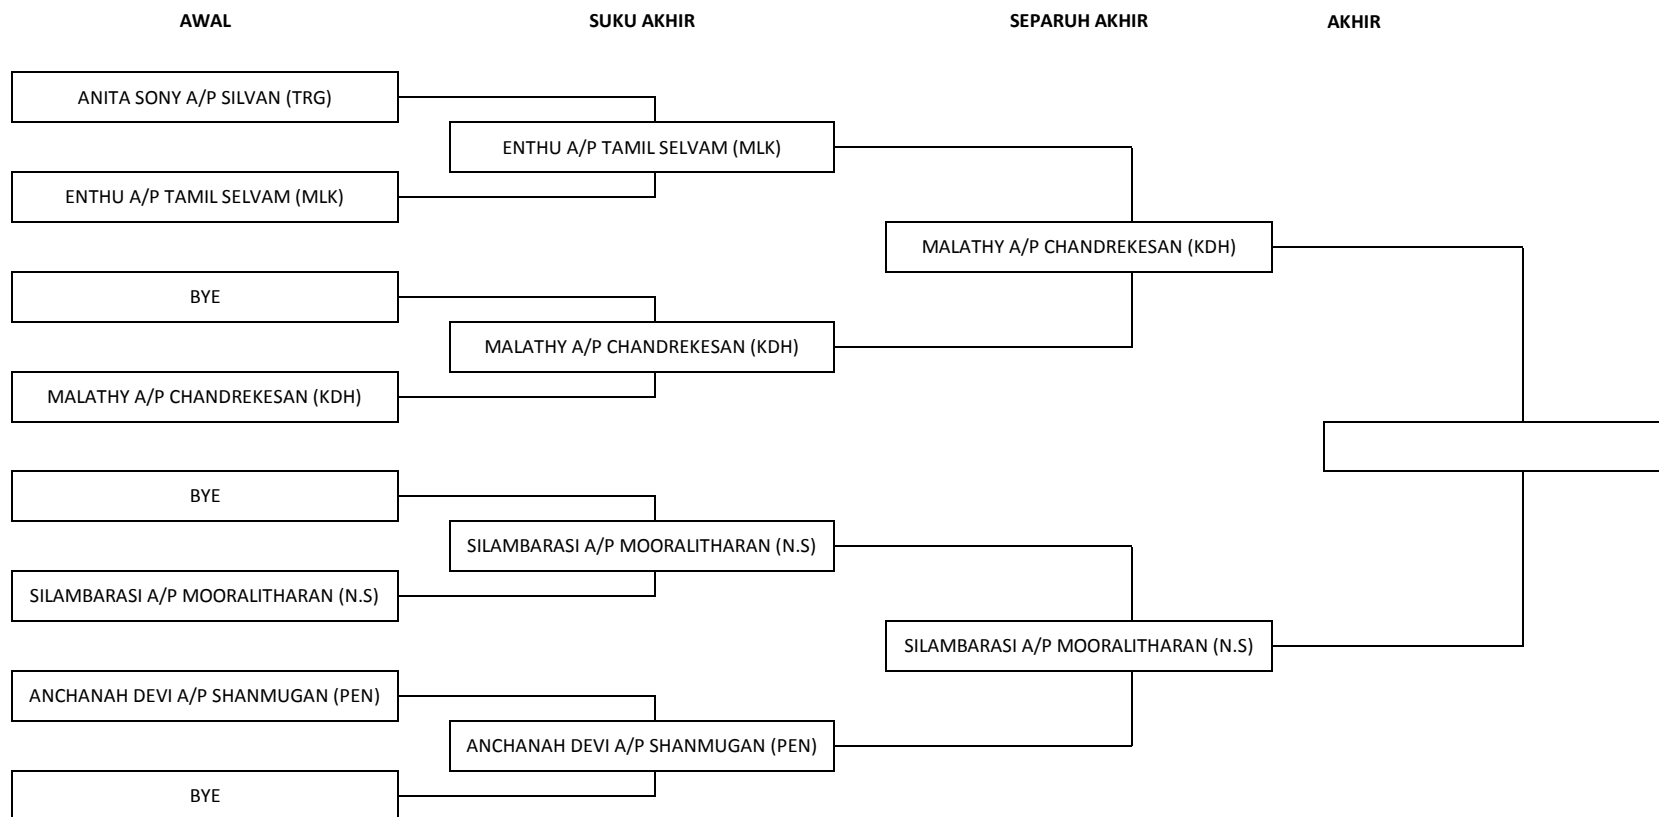 AWAL
SUKU AKHIR
SEPARUH AKHIR
AKHIR
ANITA SONY A/P SILVAN (TRG)
ENTHU A/P TAMIL SELVAM (MLK)
BYE
MALATHY A/P CHANDREKESAN (KDH)
BYE
SILAMBARASI A/P MOORALITHARAN (N.S)
ANCHANAH DEVI A/P SHANMUGAN (PEN)
BYE
ENTHU A/P TAMIL SELVAM (MLK)
MALATHY A/P CHANDREKESAN (KDH)
SILAMBARASI A/P MOORALITHARAN (N.S)
ANCHANAH DEVI A/P SHANMUGAN (PEN)
MALATHY A/P CHANDREKESAN (KDH)
SILAMBARASI A/P MOORALITHARAN (N.S)